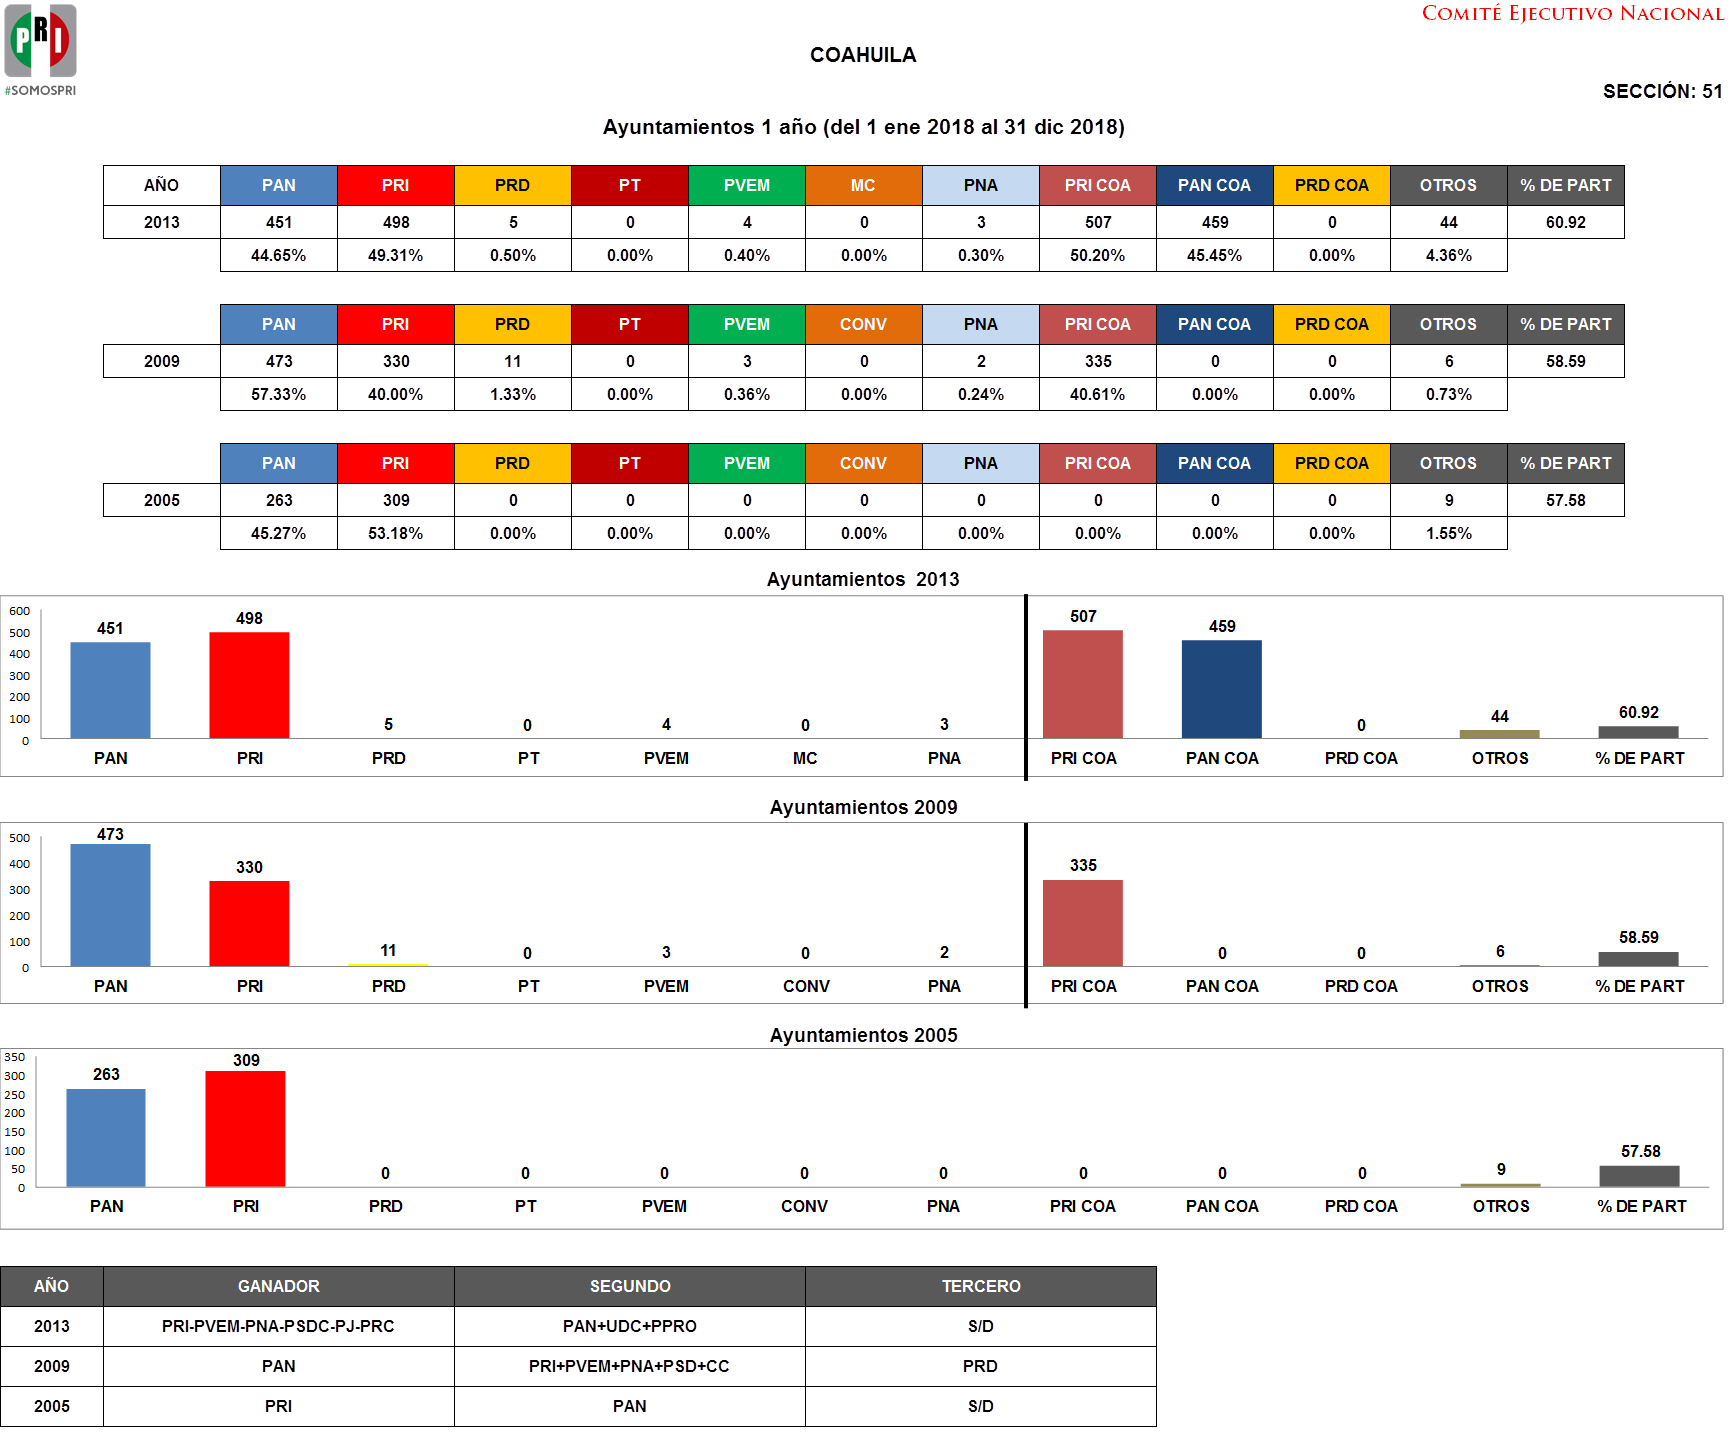 PRI
#SOMOSPRI
COMITÉ EJECUTIVO NACIONAL
COAHUILA
SECCIÓN: 51
Ayuntamientos 1 año (del 1 ene 2018 al 31 dic 2018)
AÑO PAN PRI PRD PT PVEM MC PNA PRI COA PAN COA PRD COA OTROS % DE PART
2013 451 498 5 0 4 0 3 507 459 0 44 60.92
44.65% 49.31% 0.50% 0.00% 0.40% 0.00% 0.30% 50.20% 45.45% 0.00% 4.36%
PAN PRI PRD PT PVEM CONV PNA PRI COA PAN COA PRD COA OTROS % DE PART
2009 473 330 11 0 3 0 2 335 0 0 6 58.59
57.33% 40.00% 1.33% 0.00% 0.36% 0.00% 0.24% 40.61% 0.00% 0.00% 0.73%
PAN PRI PRD PT PVEM CONV PNA PRI COA PAN COA PRD COA OTROS % DE PART
2005 263 309 0 0 0 0 0 0 0 0 9 57.58
45.27% 53.18% 0.00% 0.00% 0.00% 0.00% 0.00% 0.00% 0.00% 0.00% 1.55%
Ayuntamientos 2013
600
500
400
300
200
100
0
451 498 5 0 4 0 3 507 459 0 44 60.92
PAN PRI PRD PT PVEM MC PNA PRI COA PAN COA PRD COA OTROS % DE PART
Ayuntamientos 2009
500
400
300
200
100
0
473 330 11 0 3 0 2 335 0 0 6 58.59
PAN PRI PRD PT PVEM CONV PNA PRI COA PAN COA PRD COA OTROS % DE PART
Ayuntamientos 2005
350
300
250
200
150
100
50
0
263 309 0 0 0 0 0 0 0 0 9 57.58
PAN PRI PRD PT PVEM CONV PNA PRI COA PAN COA PRD COA OTROS % DE PART
AÑO GANADOR SEGUNDO TERCERO
2013 PRI-PVEM-PNA-PSDC-PJ-PRC PAN+UDC+PPRO S/D
2009 PAN PRI+PVEM+PNA+PSD+CC PRD
2005 PRI PAN S/D